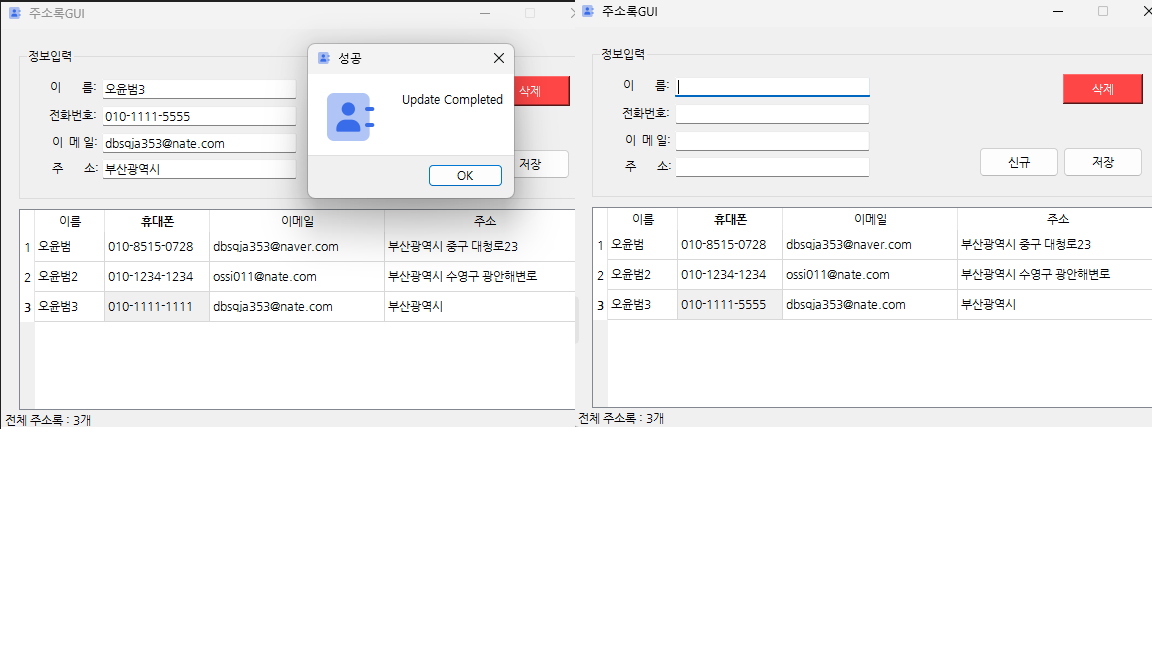 주소록GUI
정보입력
이 름: 오윤범3
전화번호: 010-1111-5555
이 메 일: dbsqja353@nate.com
주 소: 부산광역시
삭제
저장
성공
Update Completed
OK
이름 휴대폰 이메일 주소
1 오윤범 010-8515-0728 dbsqja353@naver.com 부산광역시 중구 대청로23
2 오윤범2 010-1234-1234 ossi011@nate.com 부산광역시 수영구 광안해변로
3 오윤범3 010-1111-1111 dbsqja353@nate.com 부산광역시
전체 주소록 : 3개
주소록GUI
정보입력
이 름:
전화번호:
이 메 일:
주 소:
삭제
신규 저장
이름 휴대폰 이메일 주소
1 오윤범 010-8515-0728 dbsqja353@naver.com 부산광역시 중구 대청로23
2 오윤범2 010-1234-1234 ossi011@nate.com 부산광역시 수영구 광안해변로
3 오윤범3 010-1111-5555 dbsqja353@nate.com 부산광역시
전체 주소록 : 3개